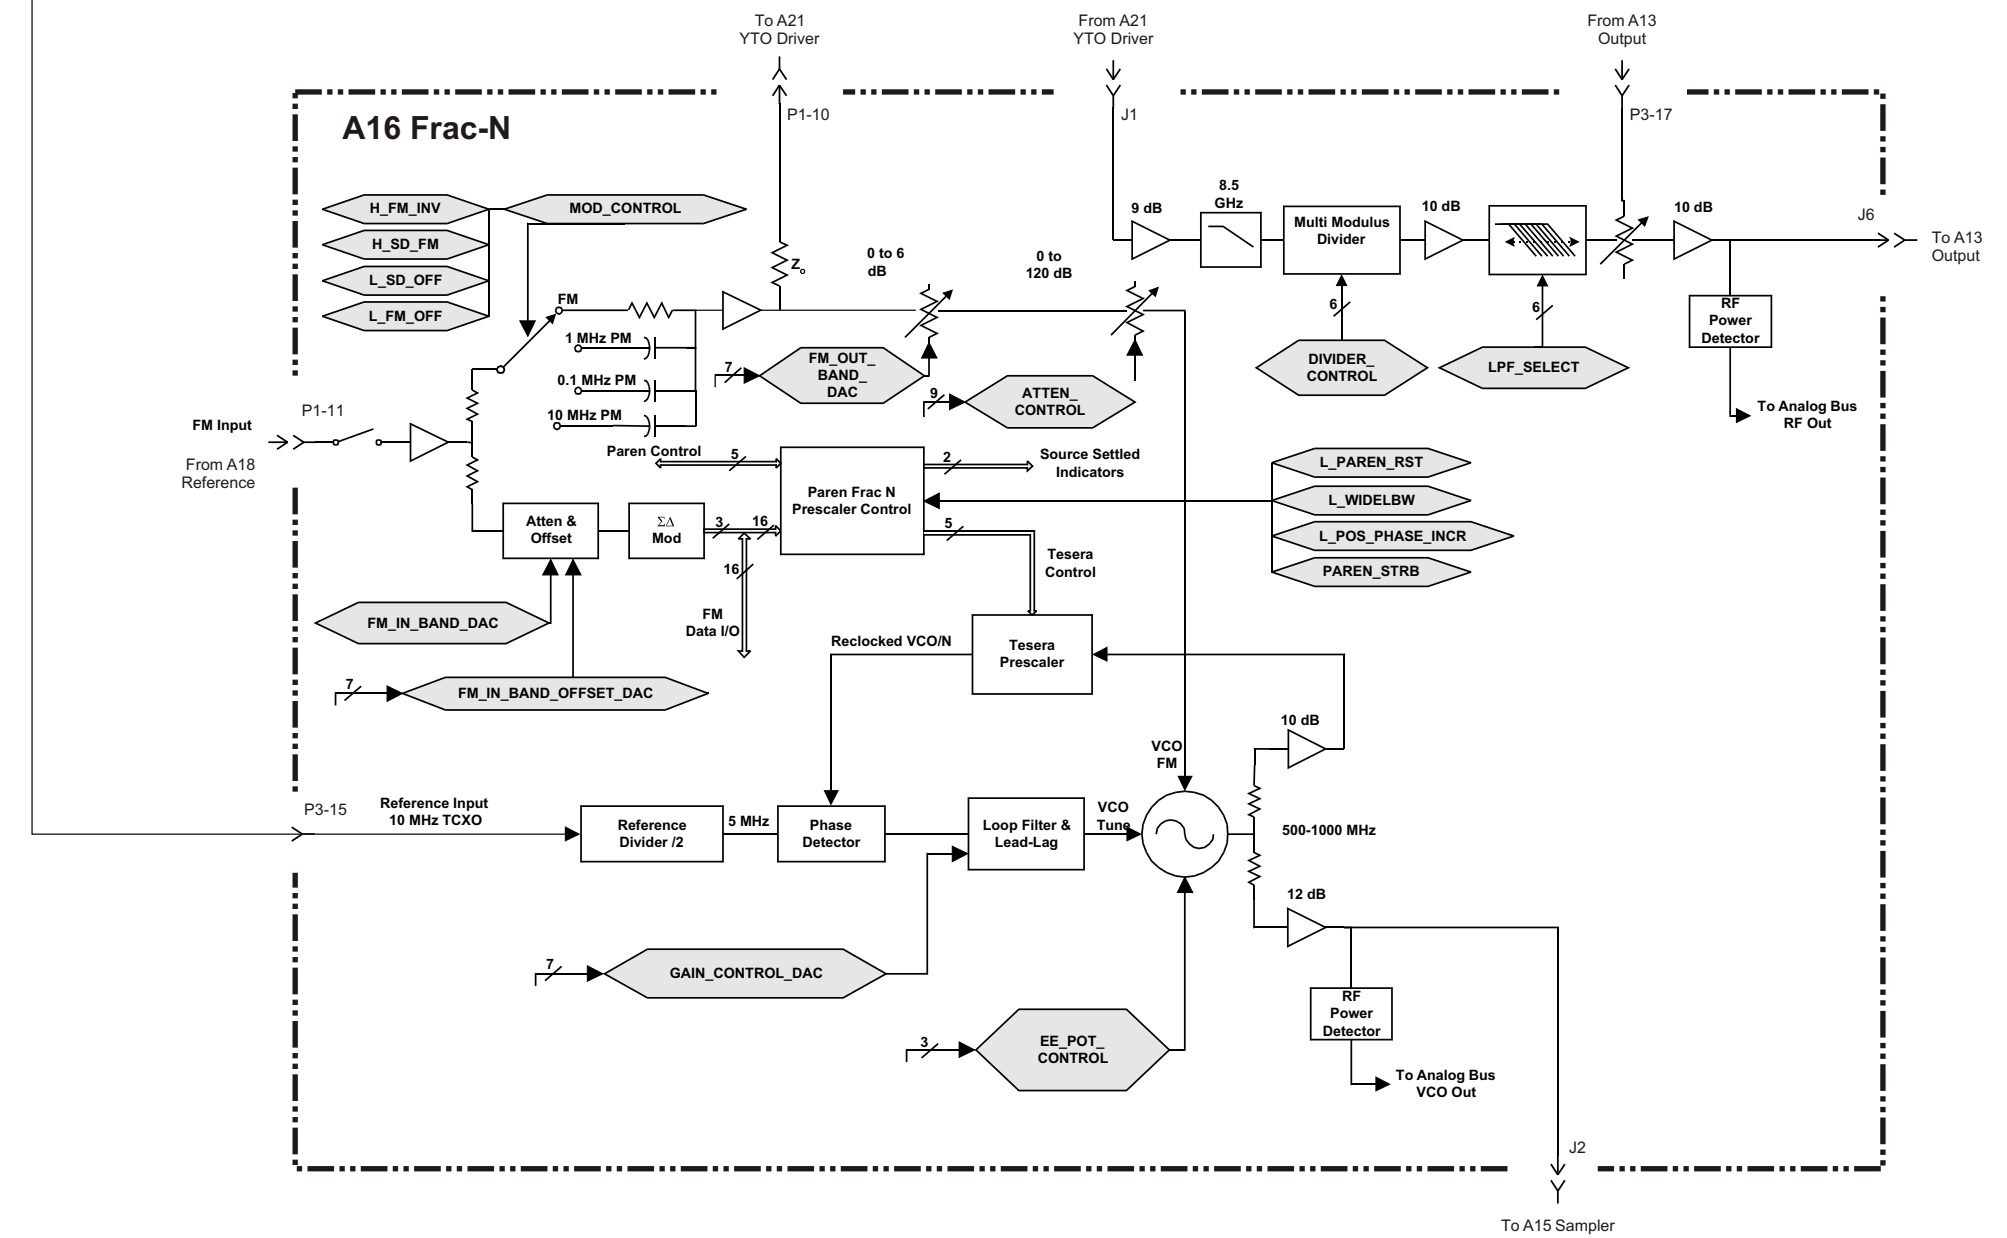 To A21
YTO Driver
From A21
YTO Driver
From A13
Output
P1-10
J1
P3-17
A16 Frac-N
H_FM_INV
MOD_CONTROL
H_SD_FM
L_SD_OFF
L_FM_OFF
Zo
0 to 6
dB
0 to
120 dB
9 dB
8.5
GHz
Multi Modulus
Divider
10 dB
10 dB
J6
To A13
Output
FM
1 MHz PM
0.1 MHz PM
10 MHz PM
7
FM_OUT_
BAND_
DAC
9
ATTEN_
CONTROL
6
DIVIDER_
CONTROL
6
LPF_SELECT
RF
Power
Detector
To Analog Bus
RF Out
P1-11
FM Input
From A18
Reference
Paren Control
5
Paren Frac N
Prescaler Control
2
Source Settled
Indicators
L_PAREN_RST
L_WIDELBW
L_POS_PHASE_INCR
PAREN_STRB
Atten &
Offset
ΣΔ
Mod
3
16
16
5
Tesera
Control
FM
Data I/O
FM_IN_BAND_DAC
7
FM_IN_BAND_OFFSET_DAC
Reclocked VCO/N
Tesera
Prescaler
10 dB
VCO
FM
P3-15
Reference Input
10 MHz TCXO
Reference
Divider /2
5 MHz
Phase
Detector
Loop Filter &
Lead-Lag
VCO
Tune
500-1000 MHz
12 dB
7
GAIN_CONTROL_DAC
3
EE_POT_
CONTROL
RF
Power
Detector
To Analog Bus
VCO Out
J2
To A15 Sampler